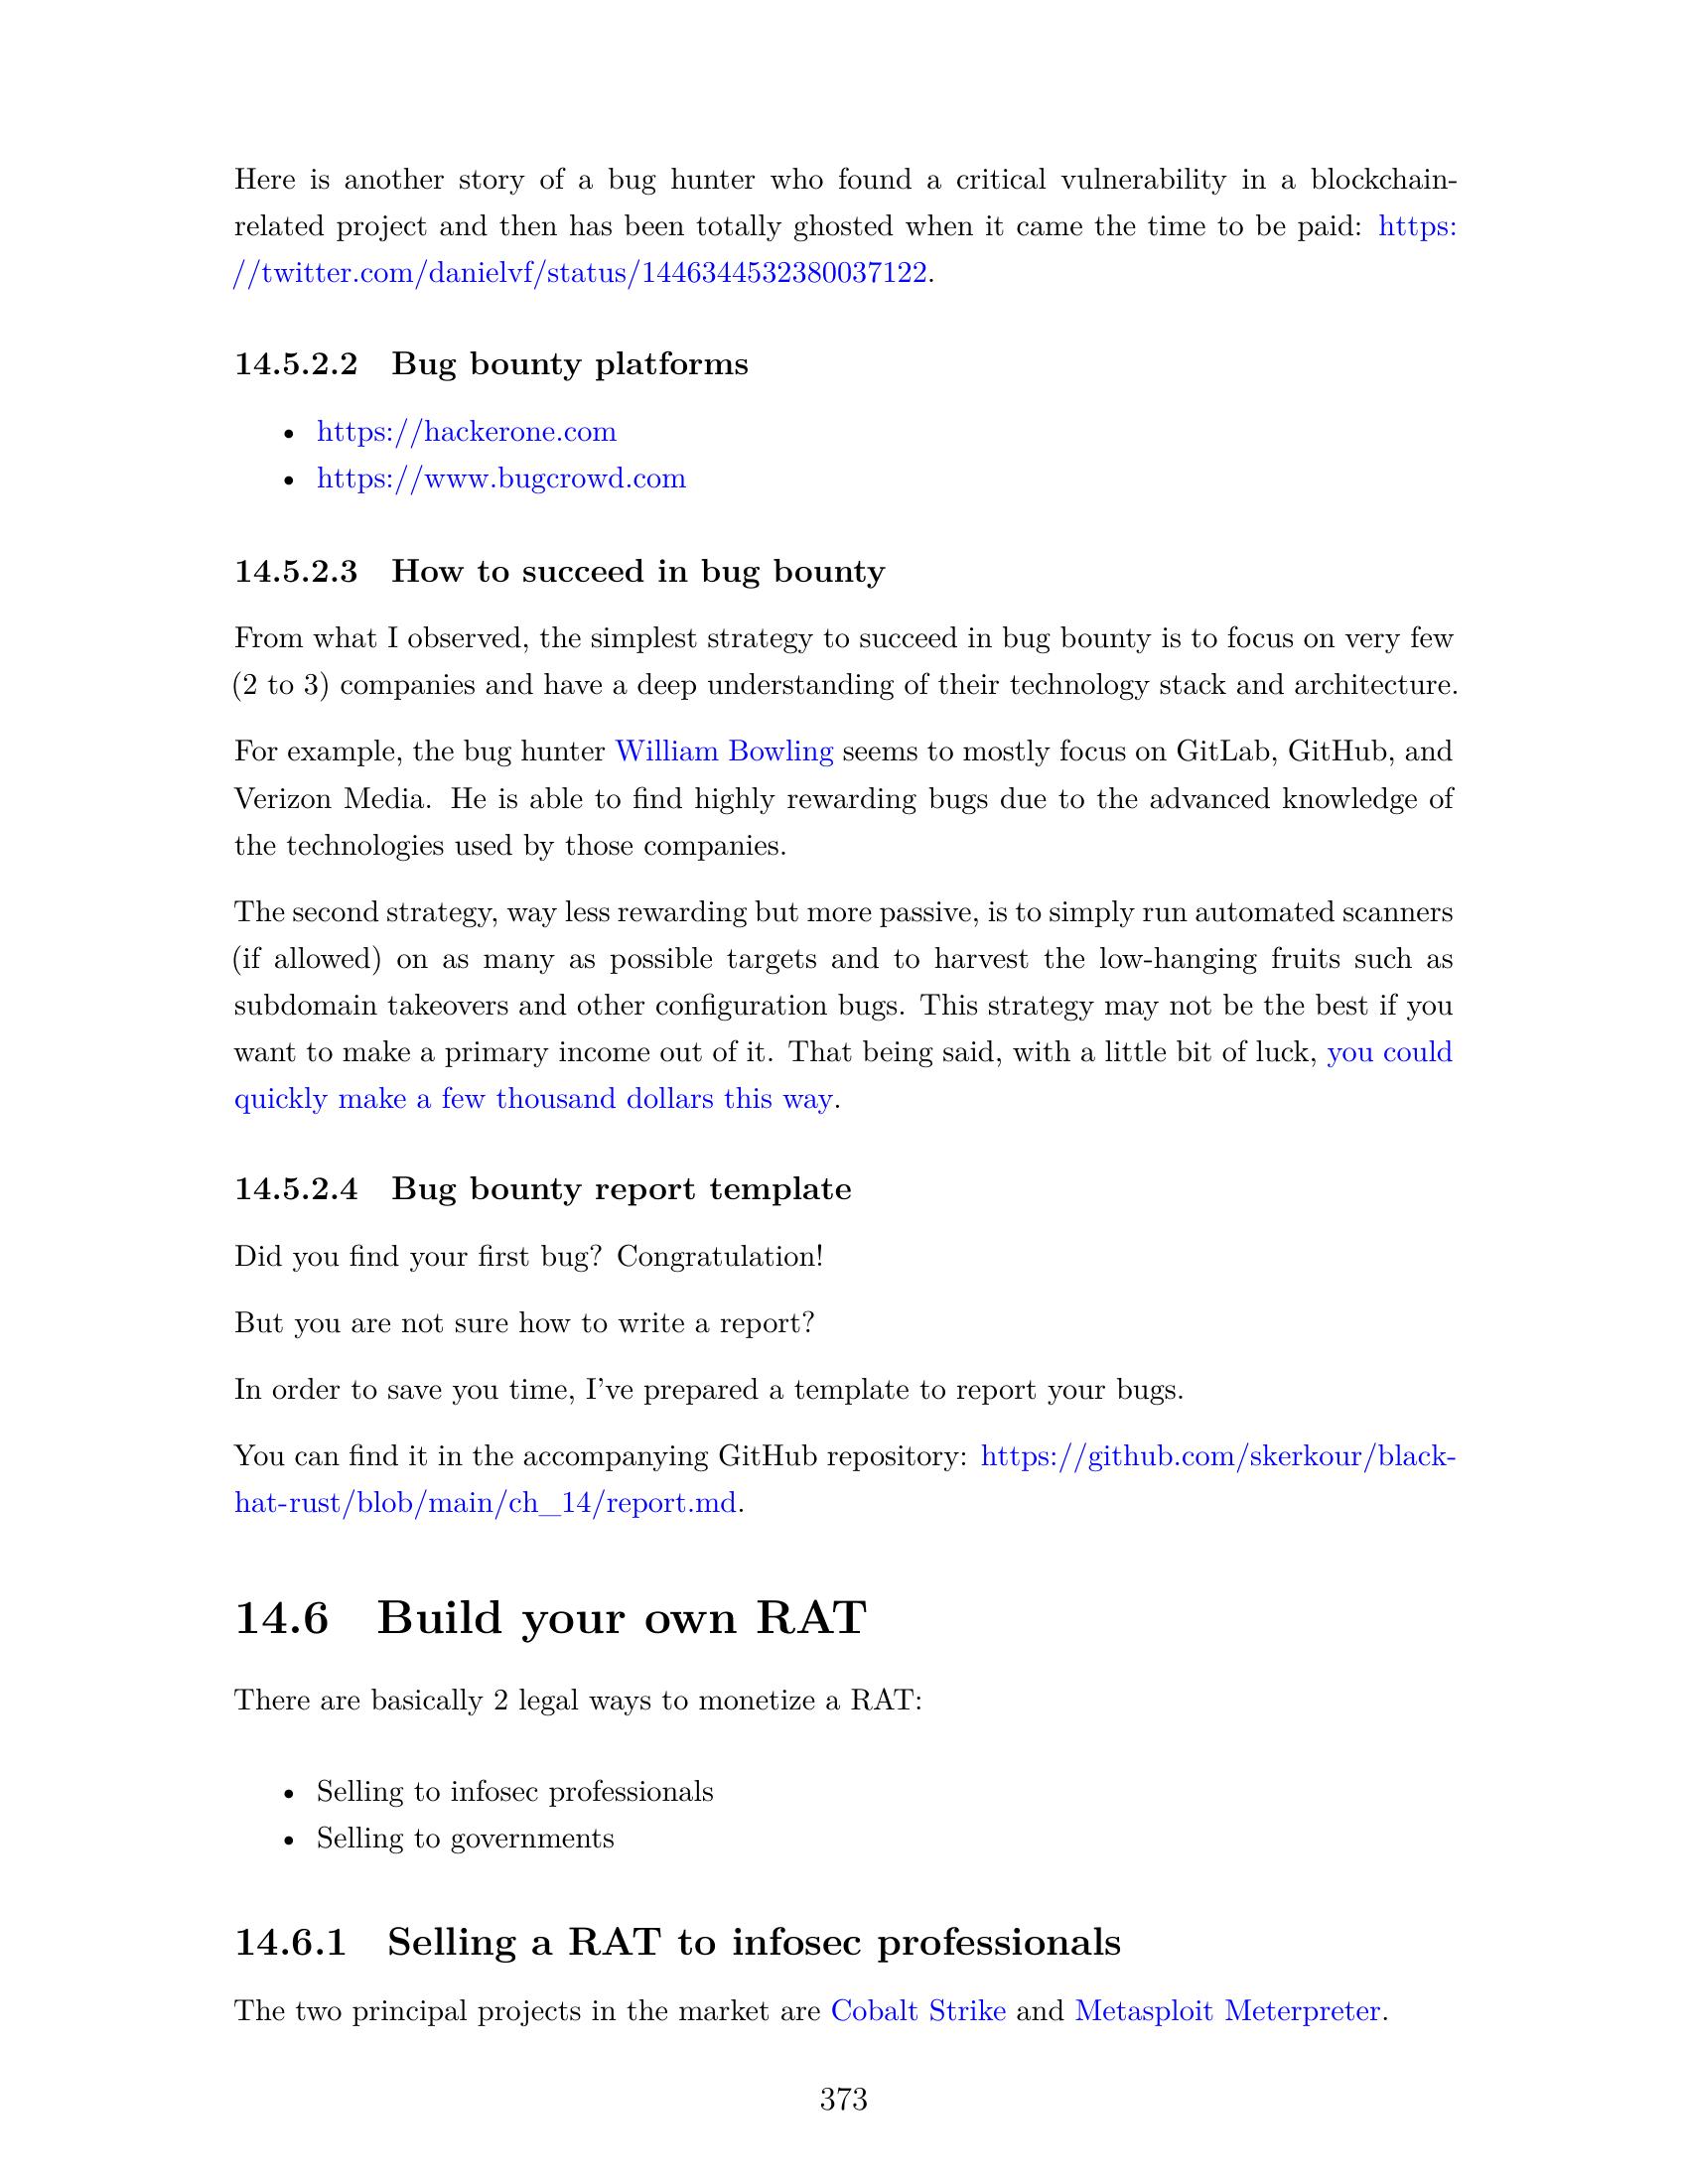 Here is another story of a bug hunter who found a critical vulnerability in a blockchain-
related project and then has been totally ghosted when it came the time to be paid: https:
//twitter.com/danielvf/status/1446344532380037122.
14.5.2.2 Bug bounty platforms
• https://hackerone.com
• https://www.bugcrowd.com
14.5.2.3 How to succeed in bug bounty
From what I observed, the simplest strategy to succeed in bug bounty is to focus on very few
(2 to 3) companies and have a deep understanding of their technology stack and architecture.
For example, the bug hunter William Bowling seems to mostly focus on GitLab, GitHub, and
Verizon Media. He is able to find highly rewarding bugs due to the advanced knowledge of
the technologies used by those companies.
The second strategy, way less rewarding but more passive, is to simply run automated scanners
(if allowed) on as many as possible targets and to harvest the low-hanging fruits such as
subdomain takeovers and other configuration bugs. This strategy may not be the best if you
want to make a primary income out of it. That being said, with a little bit of luck, you could
quickly make a few thousand dollars this way.
14.5.2.4 Bug bounty report template
Did you find your first bug? Congratulation!
But you are not sure how to write a report?
In order to save you time, I've prepared a template to report your bugs.
You can find it in the accompanying GitHub repository: https://github.com/skerkour/black-
hat-rust/blob/main/ch_14/report.md.
14.6 Build your own RAT
There are basically 2 legal ways to monetize a RAT:
• Selling to infosec professionals
• Selling to governments
14.6.1 Selling a RAT to infosec professionals
The two principal projects in the market are Cobalt Strike and Metasploit Meterpreter.
373